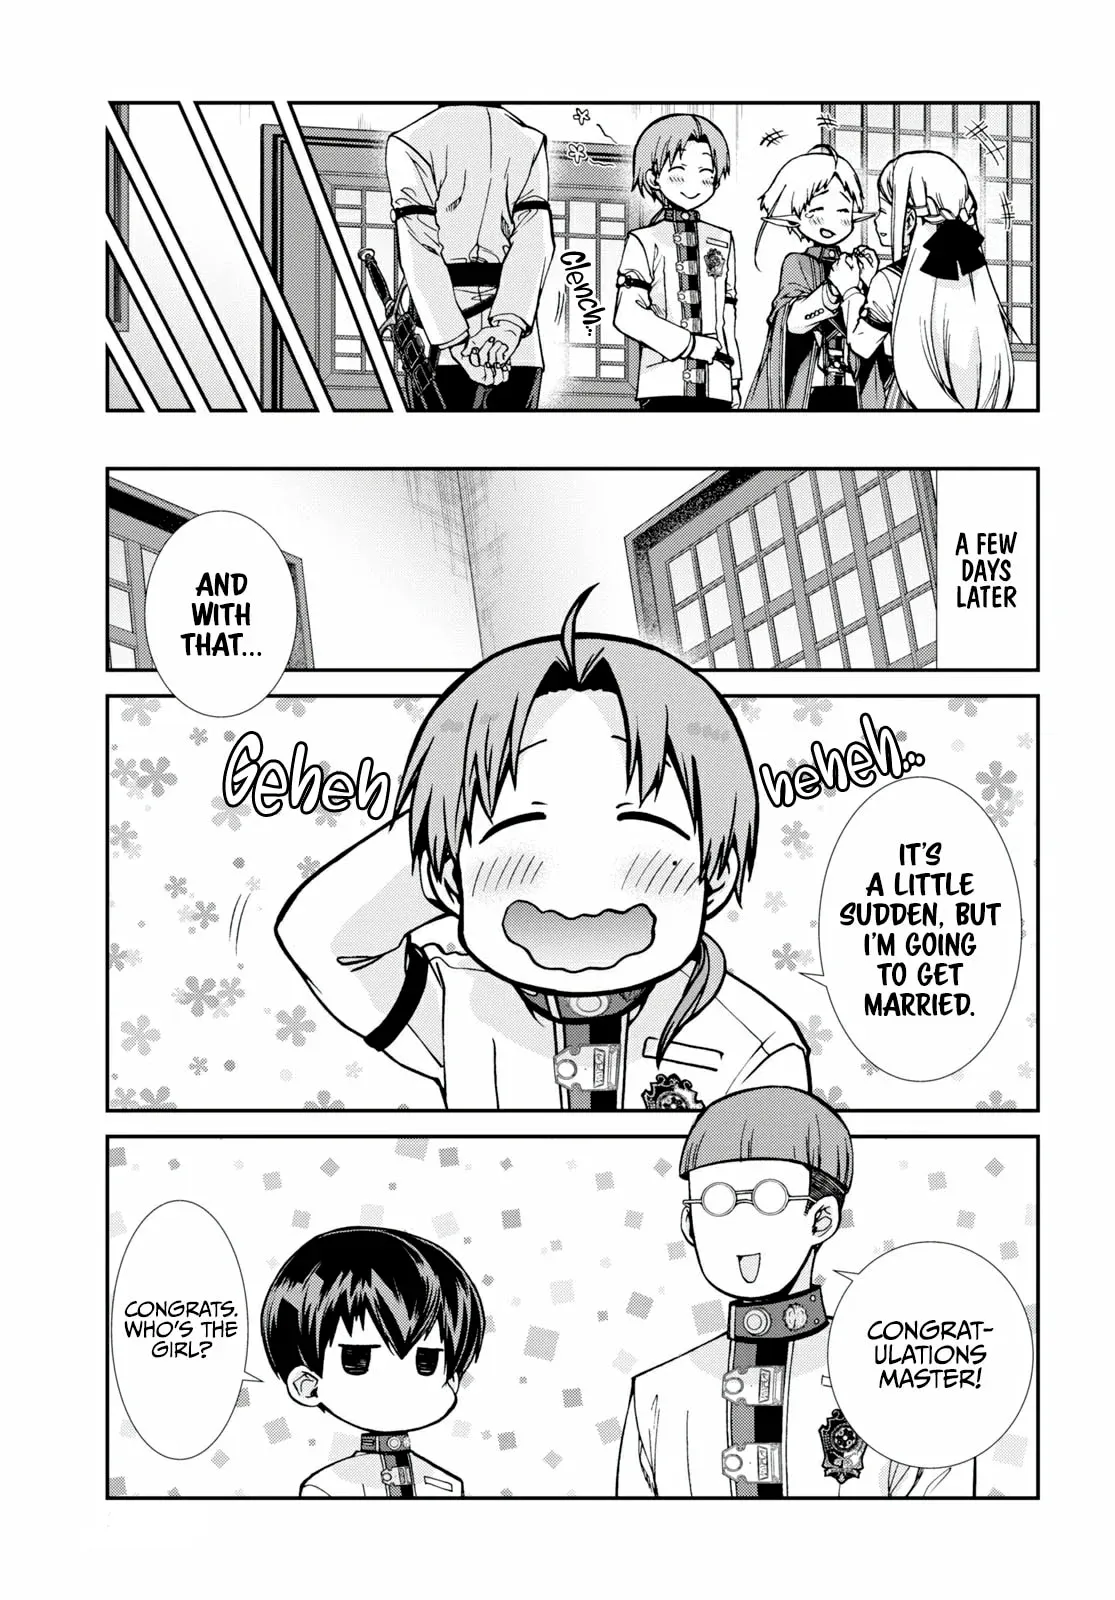 Clench...
A FEW
DAYS
LATER
AND
WITH
THAT...
Geheh
heheh...
IT'S
A LITTLE
SUDDEN, BUT
I'M GOING
TO GET
MARRIED.
CONGRAT-
ULATIONS
MASTER!
CONGRATS.
WHO'S THE
GIRL?